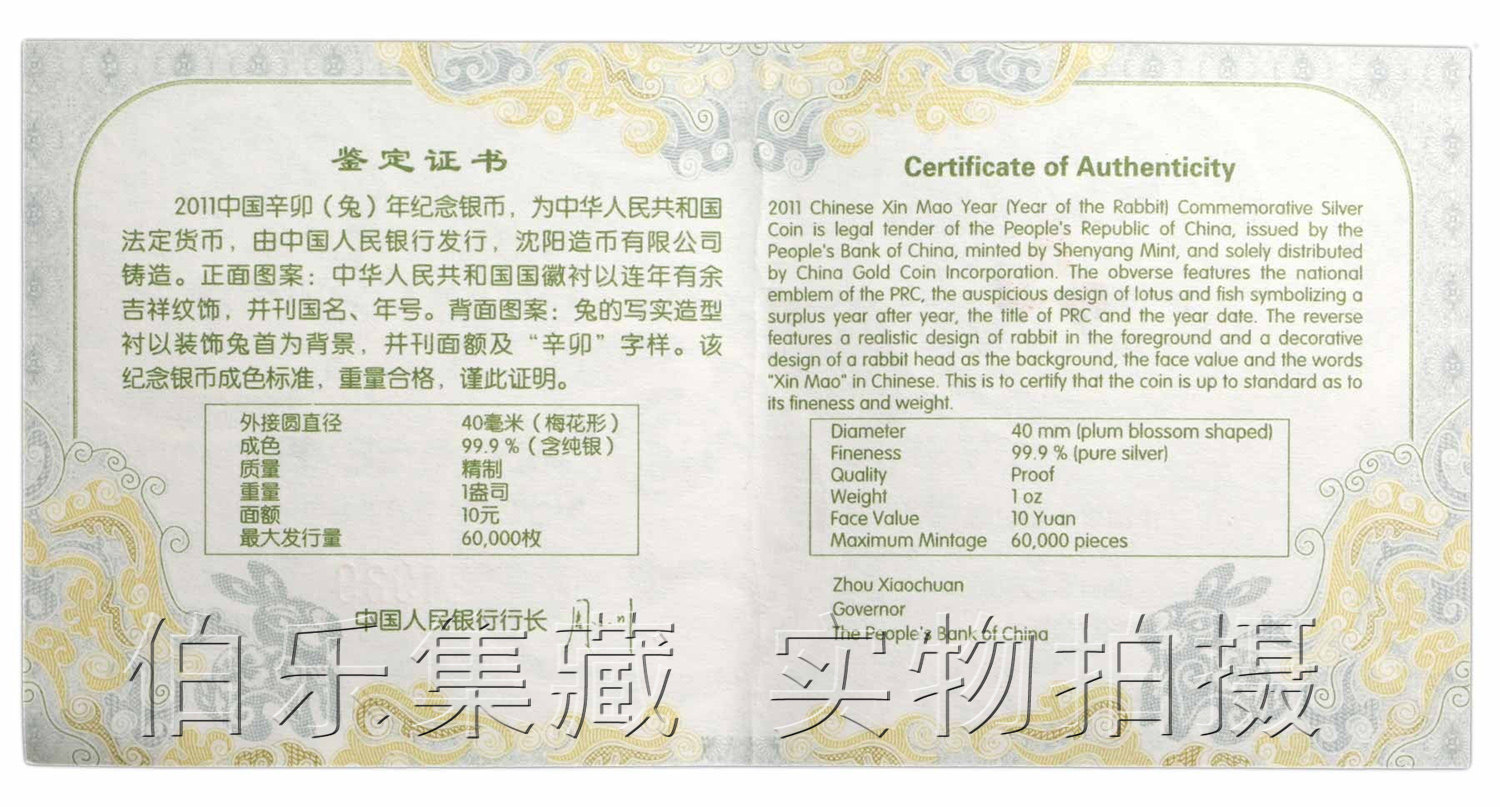 鉴定证书
2011中国辛卯（兔）年纪念银币，为中华人民共和国
法定货币，由中国人民银行发行，沈阳造币有限公司
铸造。正面图案：中华人民共和国国徽衬以连年有余
吉祥纹饰，并刊国名、年号。背面图案：兔的写实造型
衬以装饰兔首为背景，并刊面额及“辛卯”字样。该
纪念银币成色标准，重量合格，谨此证明。
外接圆直径 40毫米（梅花形）
成色 99.9％（含纯银）
质量 精制
重量 1盎司
面额 10元
最大发行量 60,000枚
中国人民银行行长
Certificate of Authenticity
2011 Chinese Xin Mao Year (Year of the Rabbit) Commemorative Silver
Coin is legal tender of the People's Republic of China, issued by the
People's Bank of China, minted by Shenyang Mint, and solely distributed
by China Gold Coin Incorporation. The obverse features the national
emblem of the PRC, the auspicious design of lotus and fish symbolizing a
surplus year after year, the title of PRC and the year date. The reverse
features a realistic design of rabbit in the foreground and a decorative
design of a rabbit head as the background, the face value and the words
"Xin Mao" in Chinese. This is to certify that the coin is up to standard as to
its fineness and weight.
Diameter 40 mm (plum blossom shaped)
Fineness 99.9 % (pure silver)
Quality Proof
Weight 1 oz
Face Value 10 Yuan
Maximum Mintage 60,000 pieces
Zhou Xiaochuan
Governor
The People's Bank of China
伯乐集藏 实物拍摄